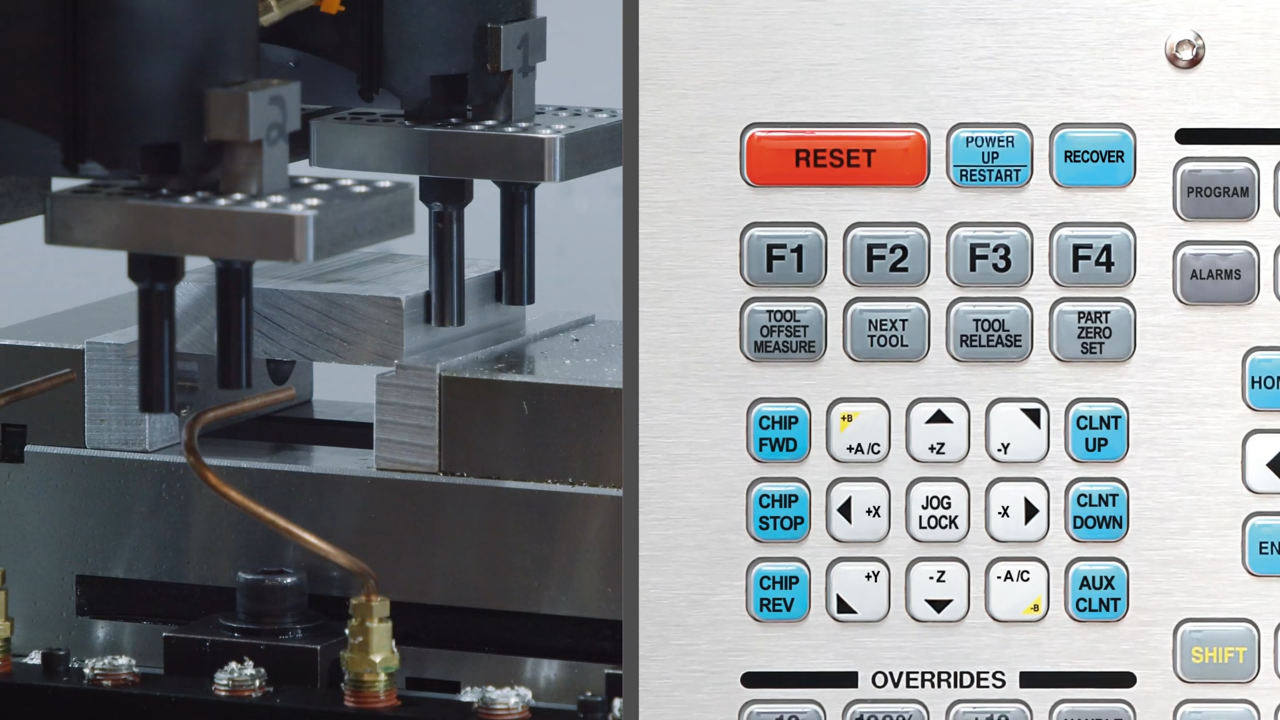 1
2
RESET
POWER
UP
RESTART
RECOVER
PROGRAM
F1
F2
F3
F4
ALARMS
TOOL
OFFSET
MEASURE
NEXT
TOOL
TOOL
RELEASE
PART
ZERO
SET
CHIP
FWD
+B
+A/C
+Z
-Y
CLNT
UP
CHIP
STOP
+X
JOG
LOCK
-X
CLNT
DOWN
CHIP
REV
+Y
-Z
-A/C
-B
AUX
CLNT
SHIFT
OVERRIDES